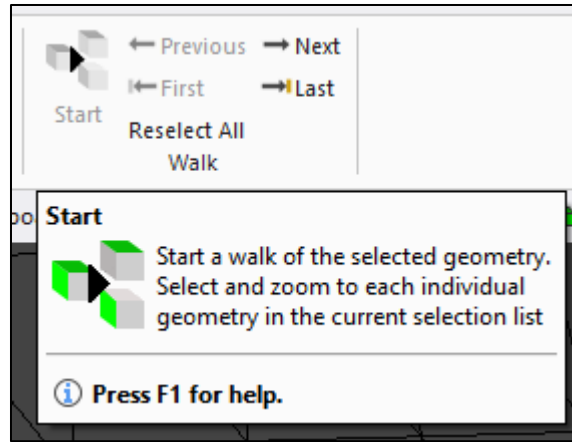 Previous Next
First Last
Start
Reselect All
Walk
Start
Start a walk of the selected geometry.
Select and zoom to each individual
geometry in the current selection list
Press F1 for help.